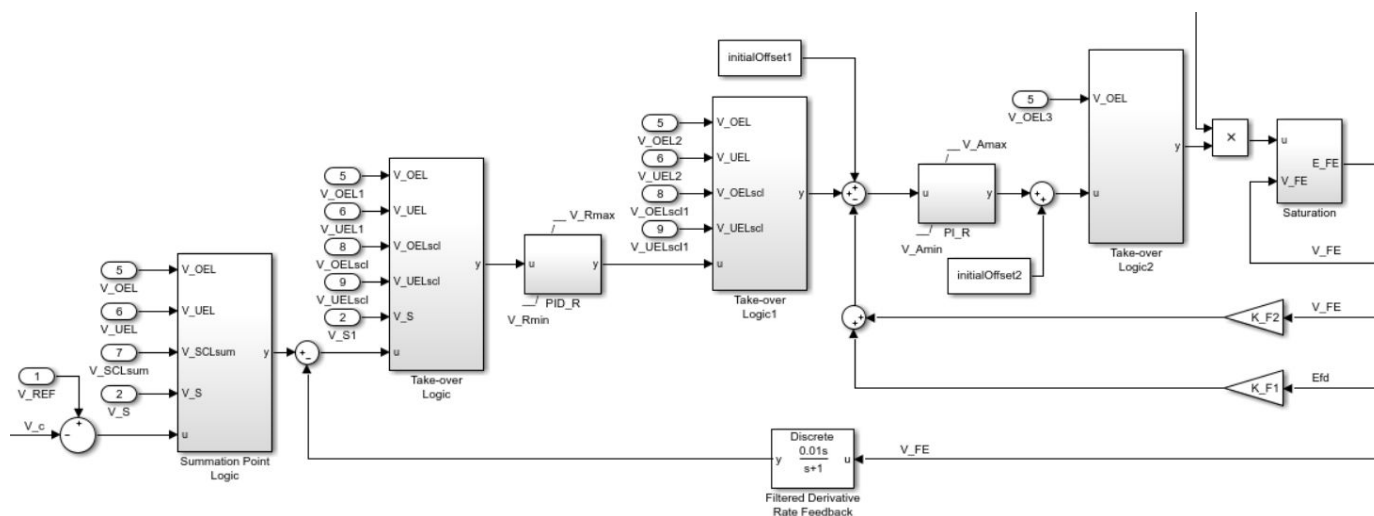 initialOffset1
5
V_OEL2
6
V_UEL2
8
V_OELscl1
9
V_UELscl1
V_OEL
V_UEL
V_OELscl
V_UELscl
u
y
Take-over
Logic1
+
+
−
V_Amax
u
y
PI_R
V_Amin
+
+
initialOffset2
5
V_OEL3
V_OEL
u
y
Take-over
Logic2
×
u
V_FE
E_FE
Saturation
V_FE
5
V_OEL1
6
V_UEL1
8
V_OELscl
9
V_UELscl
2
V_S1
V_OEL
V_UEL
V_OELscl
V_UELscl
V_S
u
y
Take-over
Logic
V_Rmax
u
y
PID_R
V_Rmin
5
V_OEL
6
V_UEL
7
V_SCLsum
2
V_S
V_OEL
V_UEL
V_SCLsum
V_S
u
y
Summation Point
Logic
1
V_REF
V_c
+
−
+
−
+
+
K_F2
V_FE
K_F1
Efd
Discrete
y
0.01s
s+1
u
V_FE
Filtered Derivative
Rate Feedback